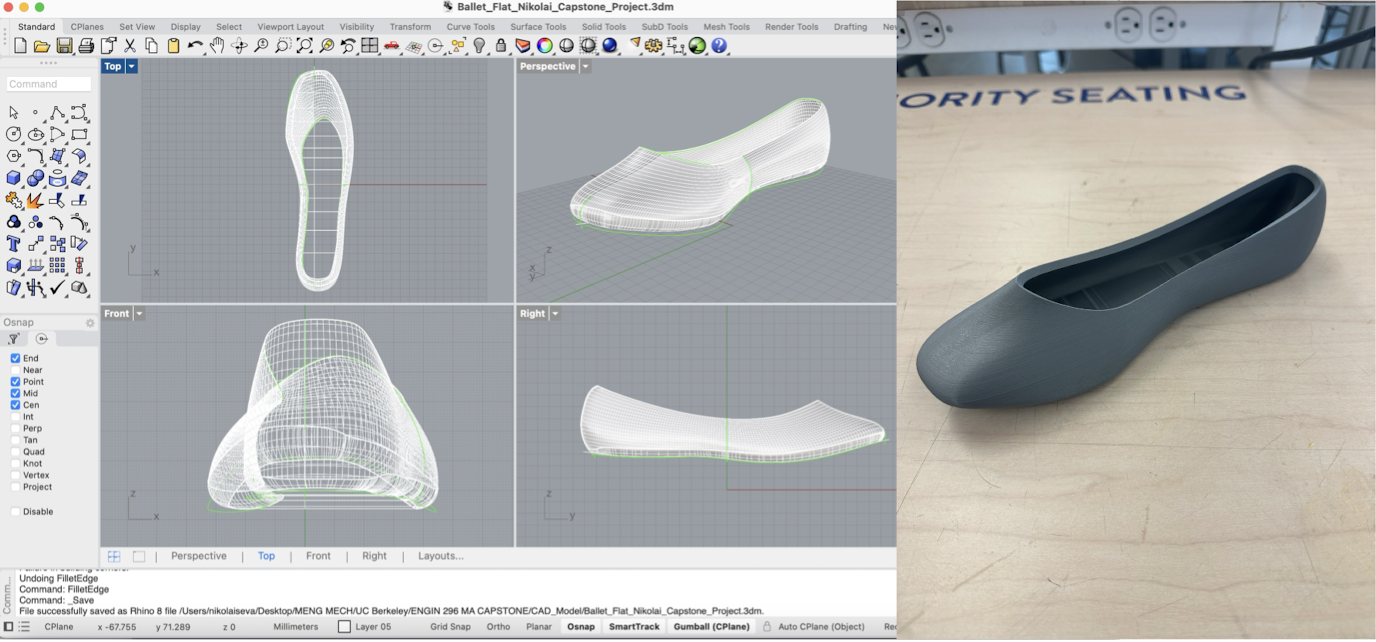 Ballet_Flat_Nikolai_Capstone_Project.3dm
Standard CPlanes Set View Display Select Viewport Layout Visibility Transform Curve Tools Surface Tools Solid Tools SubD Tools Mesh Tools Render Tools Drafting
Command
Top
Perspective
Front
Right
y
x
z
x
y
z
x
z
y
Osnap
End
Near
Point
Mid
Cen
Int
Perp
Tan
Quad
Knot
Vertex
Project
Disable
Perspective Top Front Right Layouts...
Undoing FilletEdge
Command: FilletEdge
Command: _Save
File successfully saved as Rhino 8 file /Users/nikolaiseva/Desktop/MENG MECH/UC Berkeley/ENGIN 296 MA CAPSTONE/CAD_Model/Ballet_Flat_Nikolai_Capstone_Project.3dm.
Comm...
CPlane x -67.755 y 71.289 z 0 Millimeters Layer 05 Grid Snap Ortho Planar Osnap SmartTrack Gumball (CPlane) Auto CPlane (Object)
ORITY SEATING